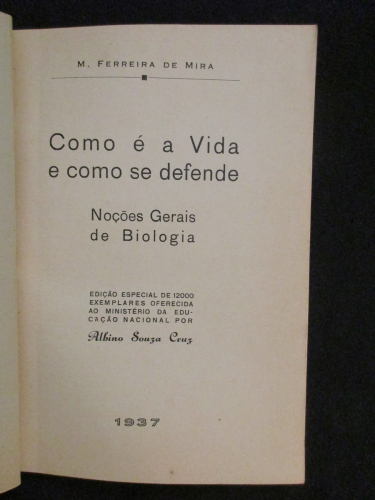 M. FERREIRA DE MIRA
Como é a Vida
e como se defende
Noções Gerais
de Biologia
EDIÇÃO ESPECIAL DE 12000
EXEMPLARES OFERECIDA
AO MINISTÉRIO DA EDU-
CAÇÃO NACIONAL POR
Albino Souza Cruz
1937